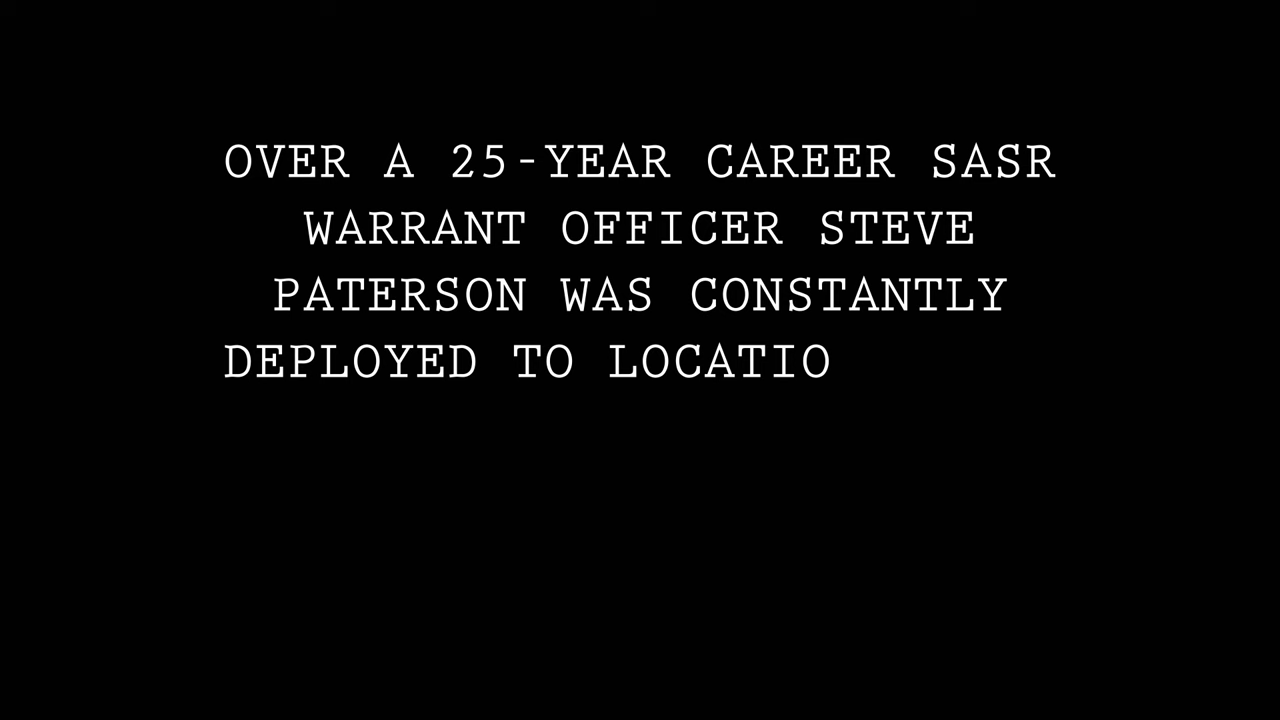 OVER A 25-YEAR CAREER SASR
WARRANT OFFICER STEVE
PATERSON WAS CONSTANTLY
DEPLOYED TO LOCATIO